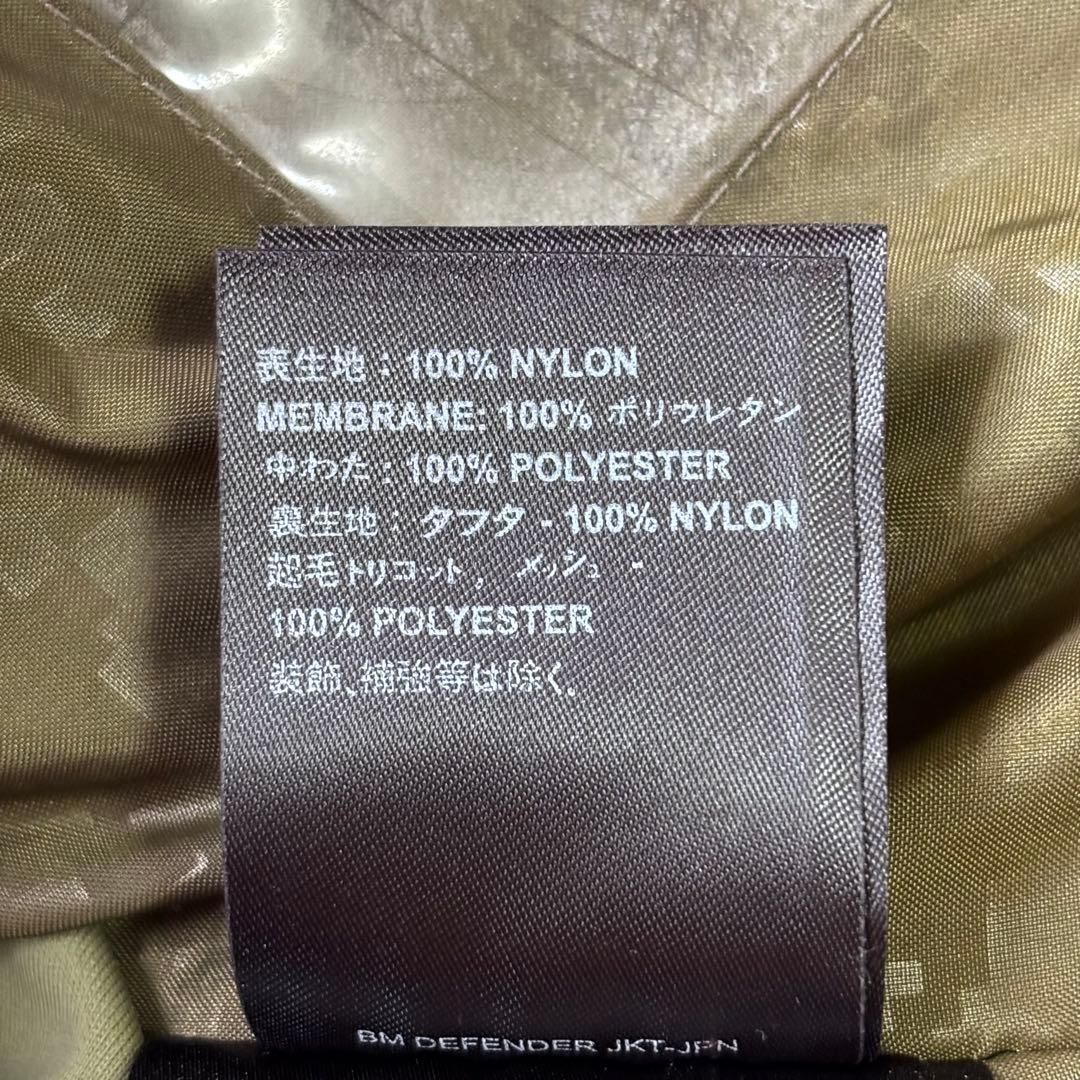 表生地 : 100% NYLON
MEMBRANE: 100% ポリウレタン
中わた : 100% POLYESTER
裏生地 : タフタ - 100% NYLON
起毛トリコット, メッシュ -
100% POLYESTER
装飾、補強等は除く。
BM DEFENDER JKT-JPN